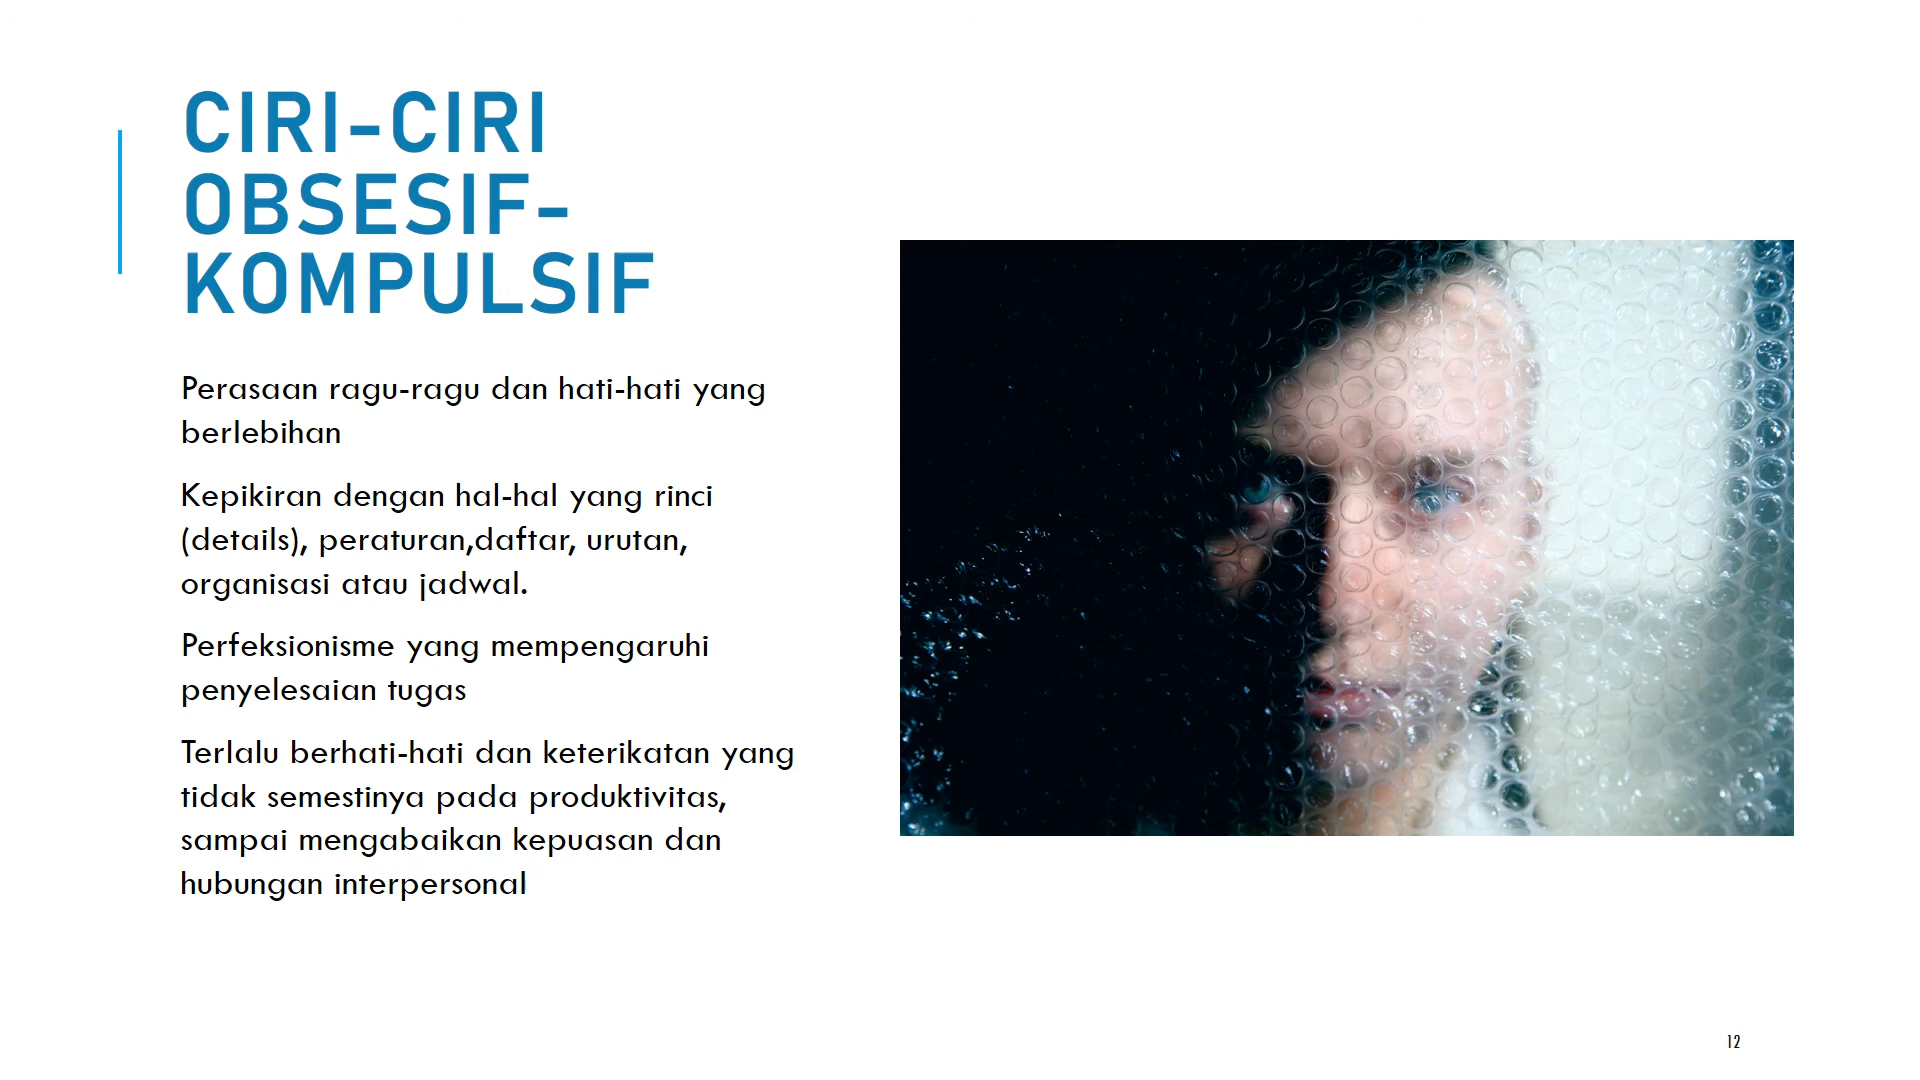 CIRI-CIRI
OBSESIF-
KOMPULSIF
Perasaan ragu-ragu dan hati-hati yang
berlebihan
Kepikiran dengan hal-hal yang rinci
(details), peraturan,daftar, urutan,
organisasi atau jadwal.
Perfeksionisme yang mempengaruhi
penyelesaian tugas
Terlalu berhati-hati dan keterikatan yang
tidak semestinya pada produktivitas,
sampai mengabaikan kepuasan dan
hubungan interpersonal
12